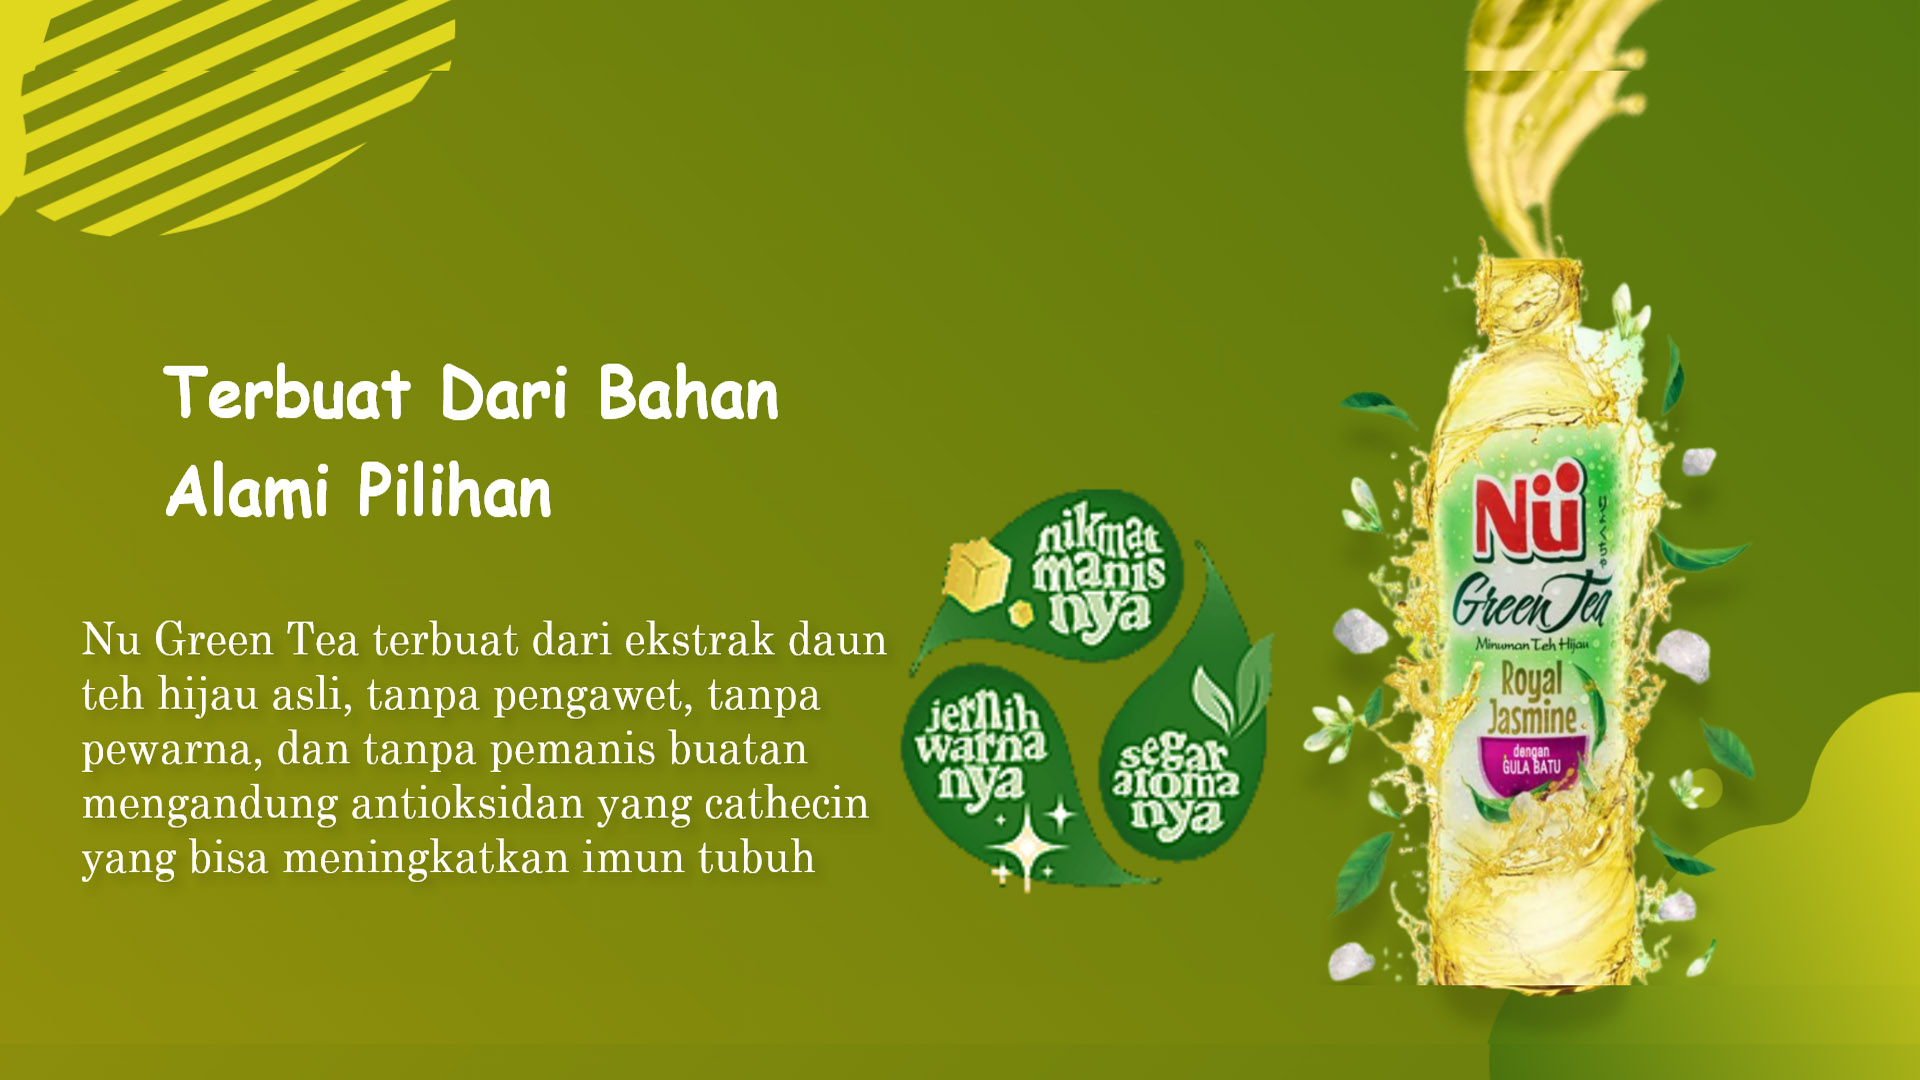 Terbuat Dari Bahan
Alami Pilihan
Nu Green Tea terbuat dari ekstrak daun
teh hijau asli, tanpa pengawet, tanpa
pewarna, dan tanpa pemanis buatan
mengandung antioksidan yang cathecin
yang bisa meningkatkan imun tubuh
nikmat
manis
nya
jernih
warna
nya
segar
aroma
nya
Nü
Green Tea
Minuman Teh Hijau
Royal
Jasmine
dengan
GULA BATU